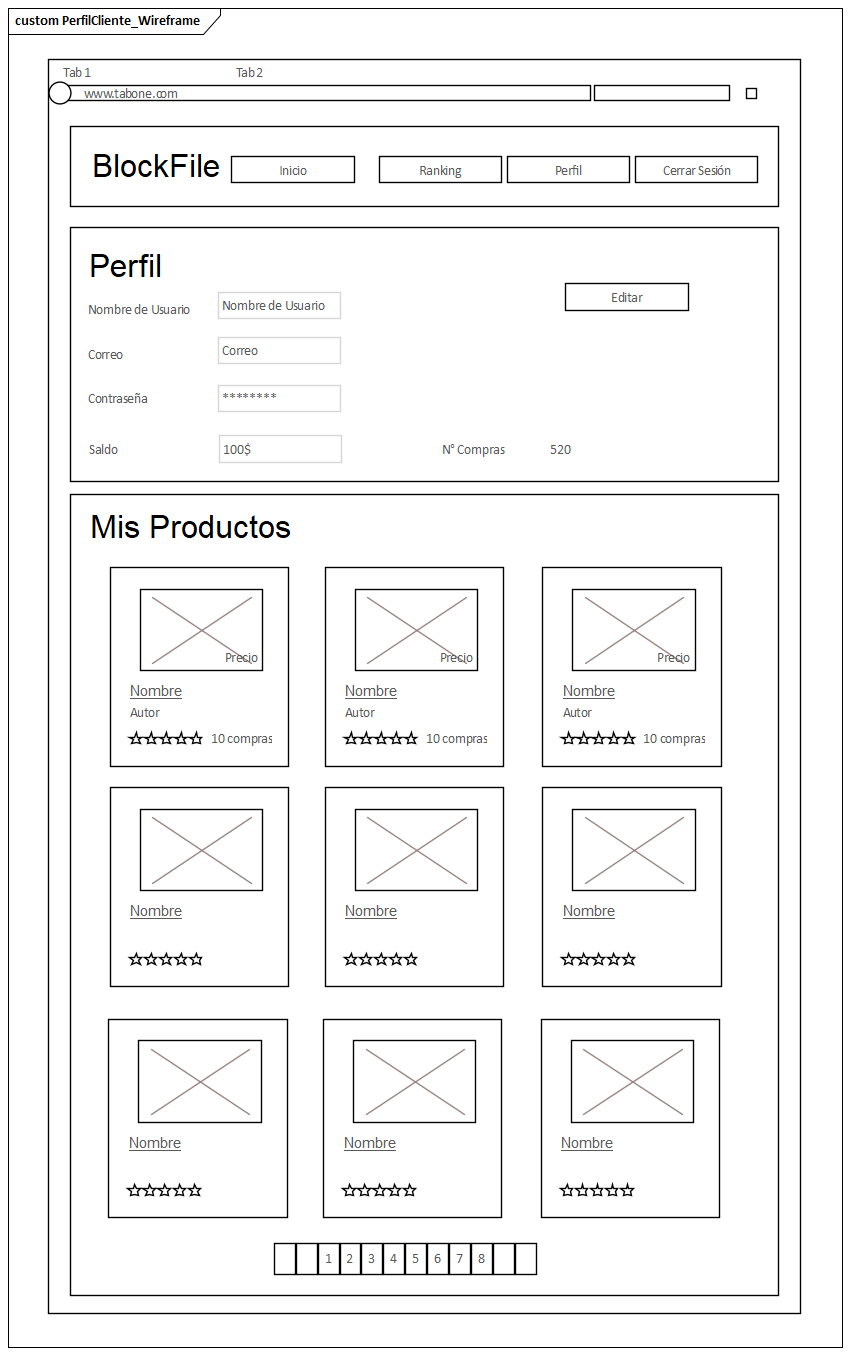 custom PerfilCliente_Wireframe
Tab 1 Tab 2
www.tabone.com
BlockFile Inicio Ranking Perfil Cerrar Sesión
Perfil
Editar
Nombre de Usuario Nombre de Usuario
Correo Correo
Contraseña ********
Saldo 100$ N° Compras 520
Mis Productos
Precio Precio Precio
Nombre Nombre Nombre
Autor Autor Autor
10 compras 10 compras 10 compras
Nombre Nombre Nombre
Nombre Nombre Nombre
1 2 3 4 5 6 7 8